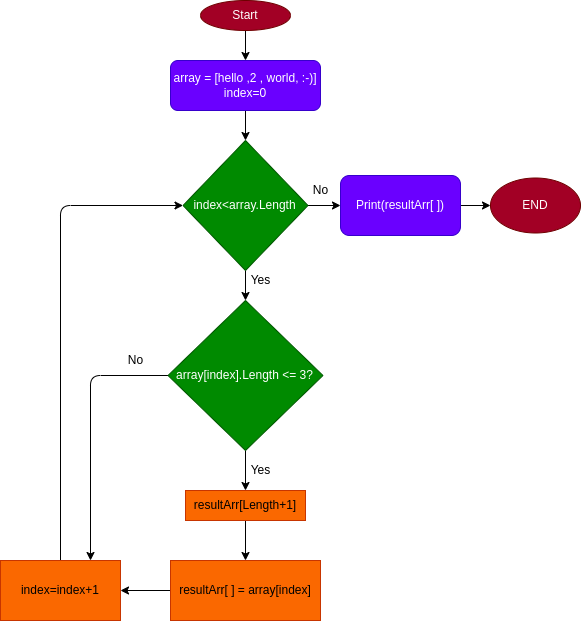 Start
array = [hello ,2 , world, :-)]
index=0
index<array.Length
No
Print(resultArr[ ])
END
Yes
No
array[index].Length <= 3?
Yes
resultArr[Length+1]
index=index+1
resultArr[ ] = array[index]